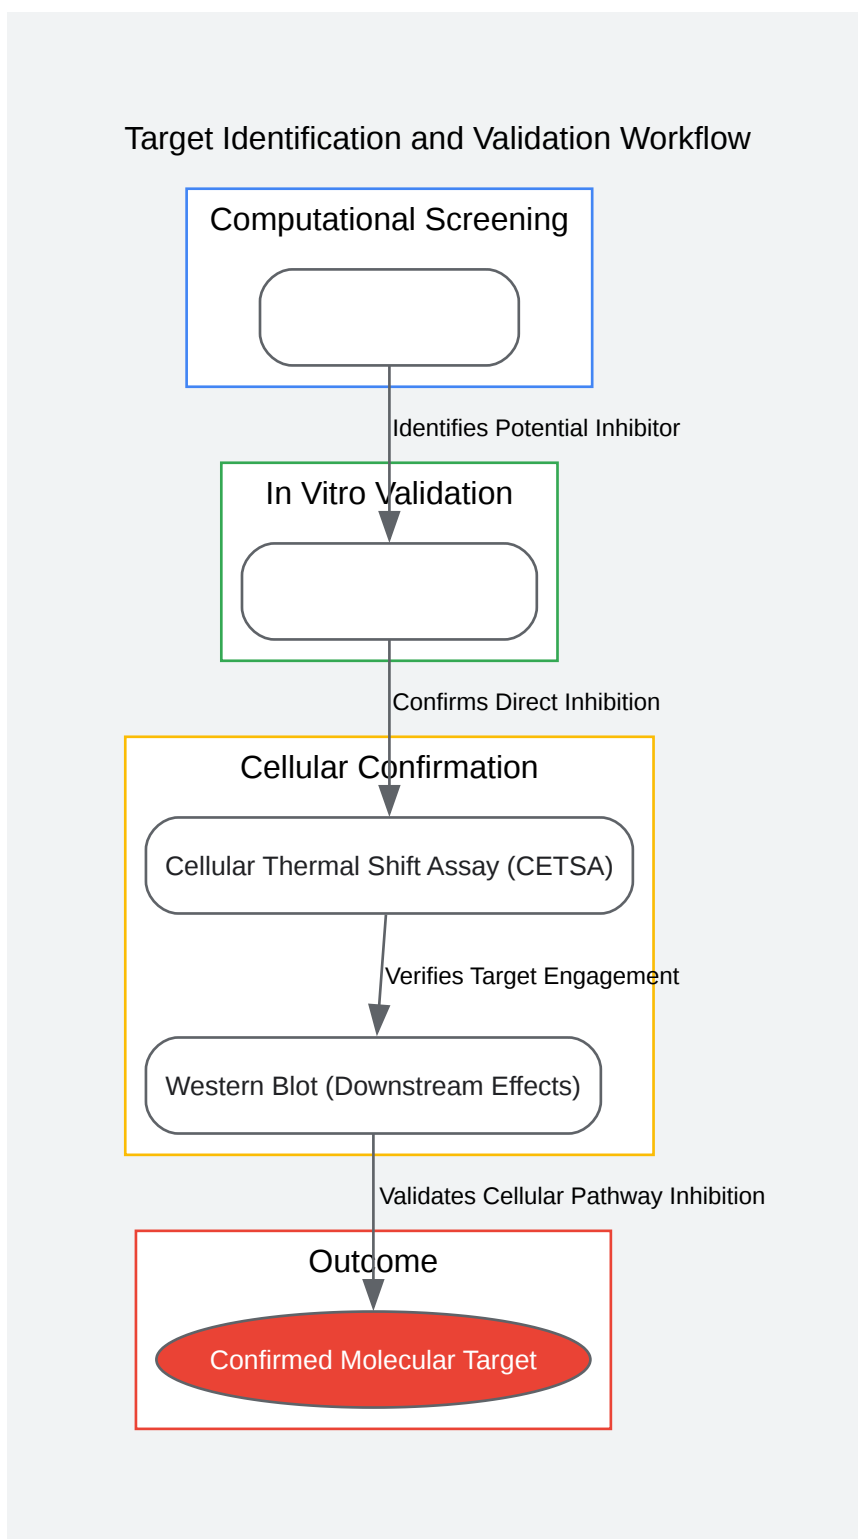 Target Identification and Validation Workflow
Computational Screening
Identifies Potential Inhibitor
In Vitro Validation
Confirms Direct Inhibition
Cellular Confirmation
Cellular Thermal Shift Assay (CETSA)
Verifies Target Engagement
Western Blot (Downstream Effects)
Validates Cellular Pathway Inhibition
Outcome
Confirmed Molecular Target